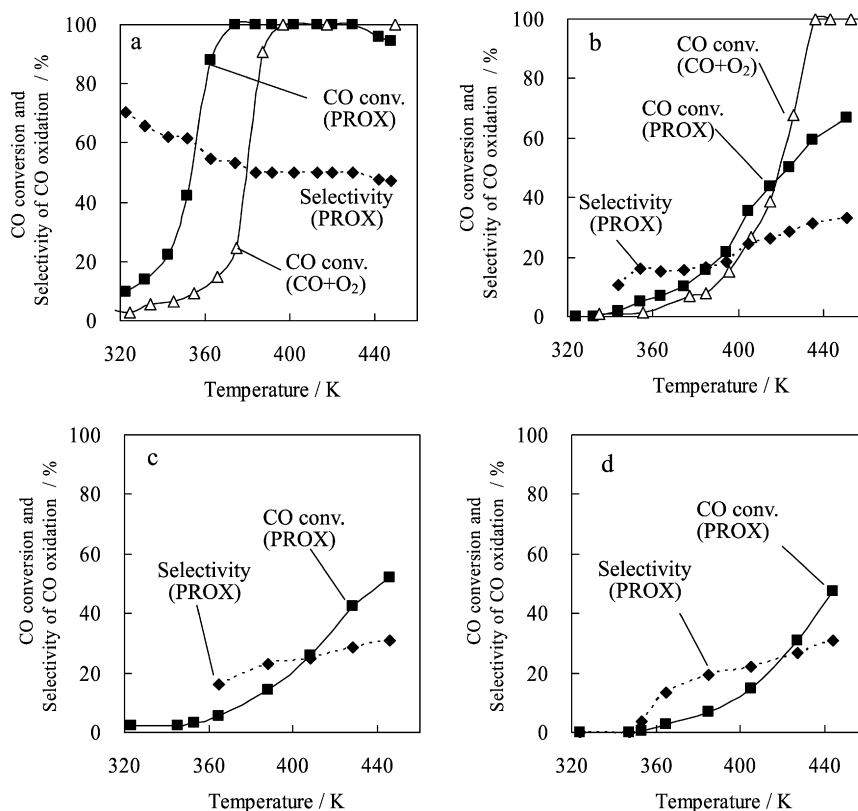 CO conversion and
Selectivity of CO oxidation / %
100
80
60
40
20
0
a
CO conv.
(PROX)
Selectivity
(PROX)
CO conv.
(CO+O2)
320 360 400 440
Temperature / K
CO conversion and
Selectivity of CO oxidation / %
100
80
60
40
20
0
b
CO conv.
(CO+O2)
CO conv.
(PROX)
Selectivity
(PROX)
320 360 400 440
Temperature / K
CO conversion and
Selectivity of CO oxidation / %
100
80
60
40
20
0
c
CO conv.
(PROX)
Selectivity
(PROX)
320 360 400 440
Temperature / K
CO conversion and
Selectivity of CO oxidation / %
100
80
60
40
20
0
d
CO conv.
(PROX)
Selectivity
(PROX)
320 360 400 440
Temperature / K